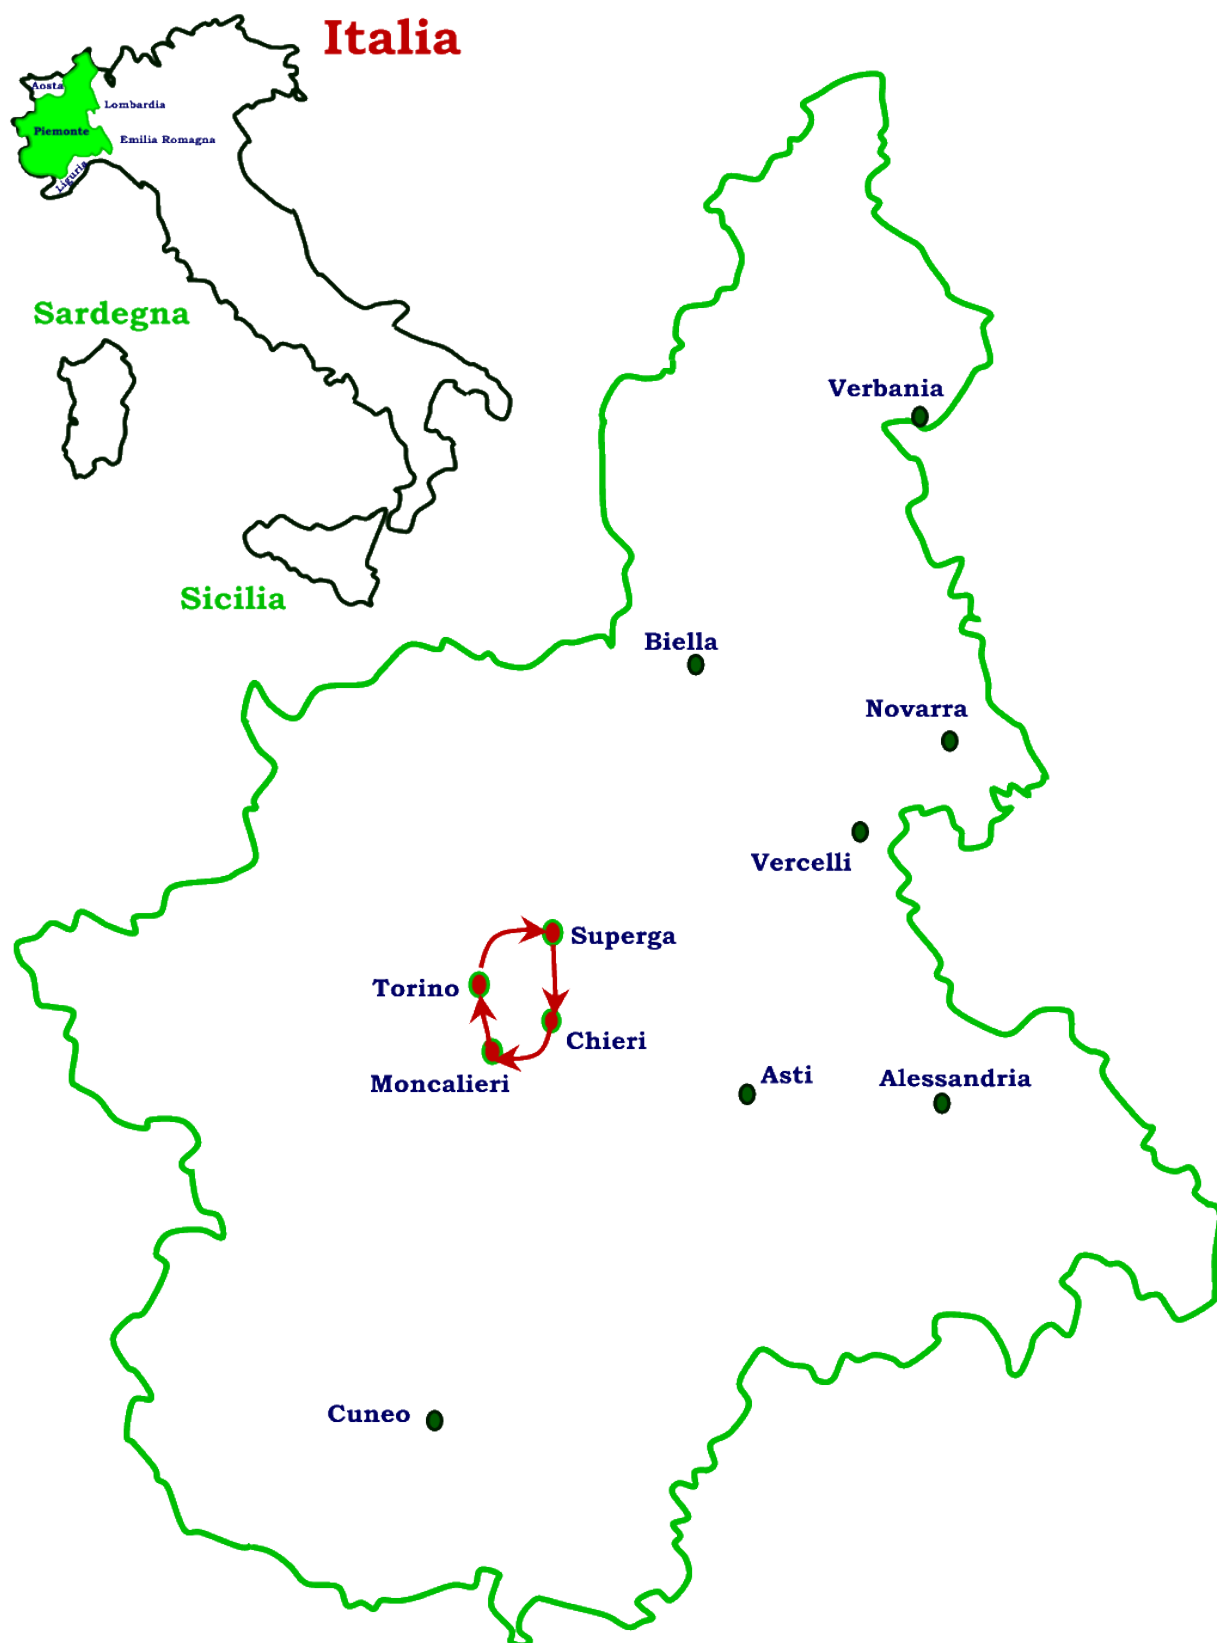 Italia
Aosta
Lombardia
Piemonte
Emilia Romagna
Liguria
Sardegna
Sicilia
Verbania
Biella
Novarra
Vercelli
Superga
Torino
Chieri
Moncalieri
Asti
Alessandria
Cuneo